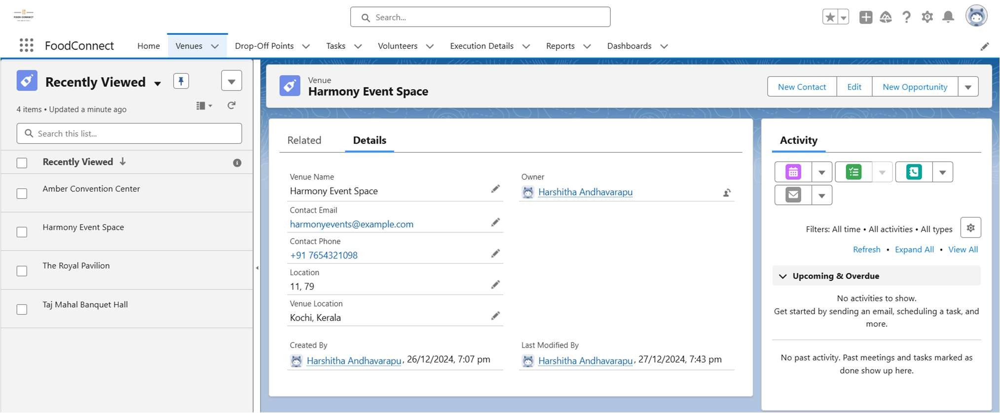 FOOD CONNECT
Search...
FoodConnect
Home
Venues
Drop-Off Points
Tasks
Volunteers
Execution Details
Reports
Dashboards
Recently Viewed
4 items • Updated a minute ago
Search this list...
Recently Viewed
Amber Convention Center
Harmony Event Space
The Royal Pavilion
Taj Mahal Banquet Hall
Venue
Harmony Event Space
New Contact
Edit
New Opportunity
Related
Details
Venue Name
Harmony Event Space
Owner
Harshitha Andhavarapu
Contact Email
harmonyevents@example.com
Contact Phone
+91 7654321098
Location
11, 79
Venue Location
Kochi, Kerala
Created By
Harshitha Andhavarapu, 26/12/2024, 7:07 pm
Last Modified By
Harshitha Andhavarapu, 27/12/2024, 7:43 pm
Activity
Filters: All time • All activities • All types
Refresh • Expand All • View All
Upcoming & Overdue
No activities to show.
Get started by sending an email, scheduling a task, and
more.
No past activity. Past meetings and tasks marked as
done show up here.